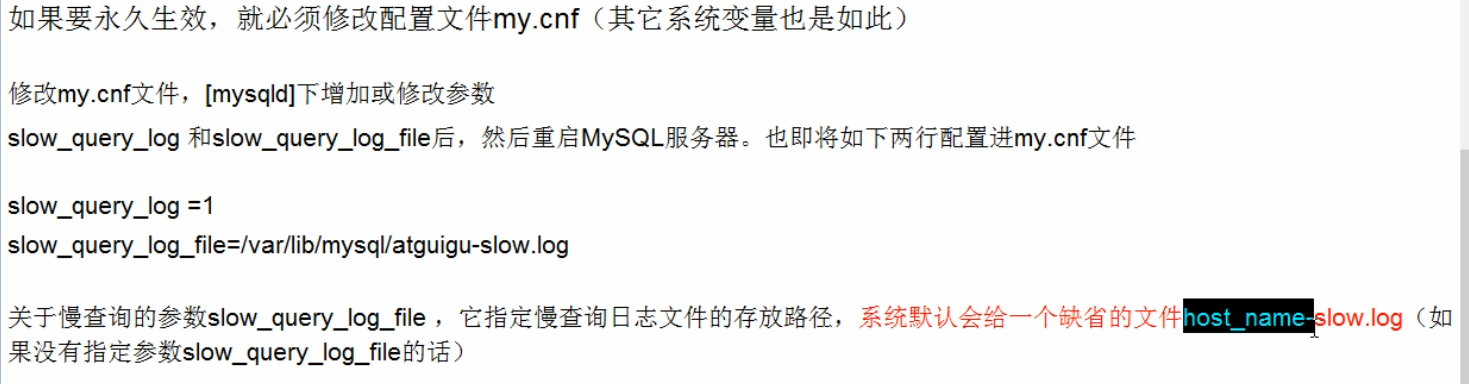 如果要永久生效，就必须修改配置文件my.cnf（其它系统变量也是如此）
修改my.cnf文件，[mysqld]下增加或修改参数
slow_query_log 和slow_query_log_file后，然后重启MySQL服务器。也即将如下两行配置进my.cnf文件
slow_query_log =1
slow_query_log_file=/var/lib/mysql/atguigu-slow.log
关于慢查询的参数slow_query_log_file ，它指定慢查询日志文件的存放路径，系统默认会给一个缺省的文件host_name-slow.log（如
果没有指定参数slow_query_log_file的话）